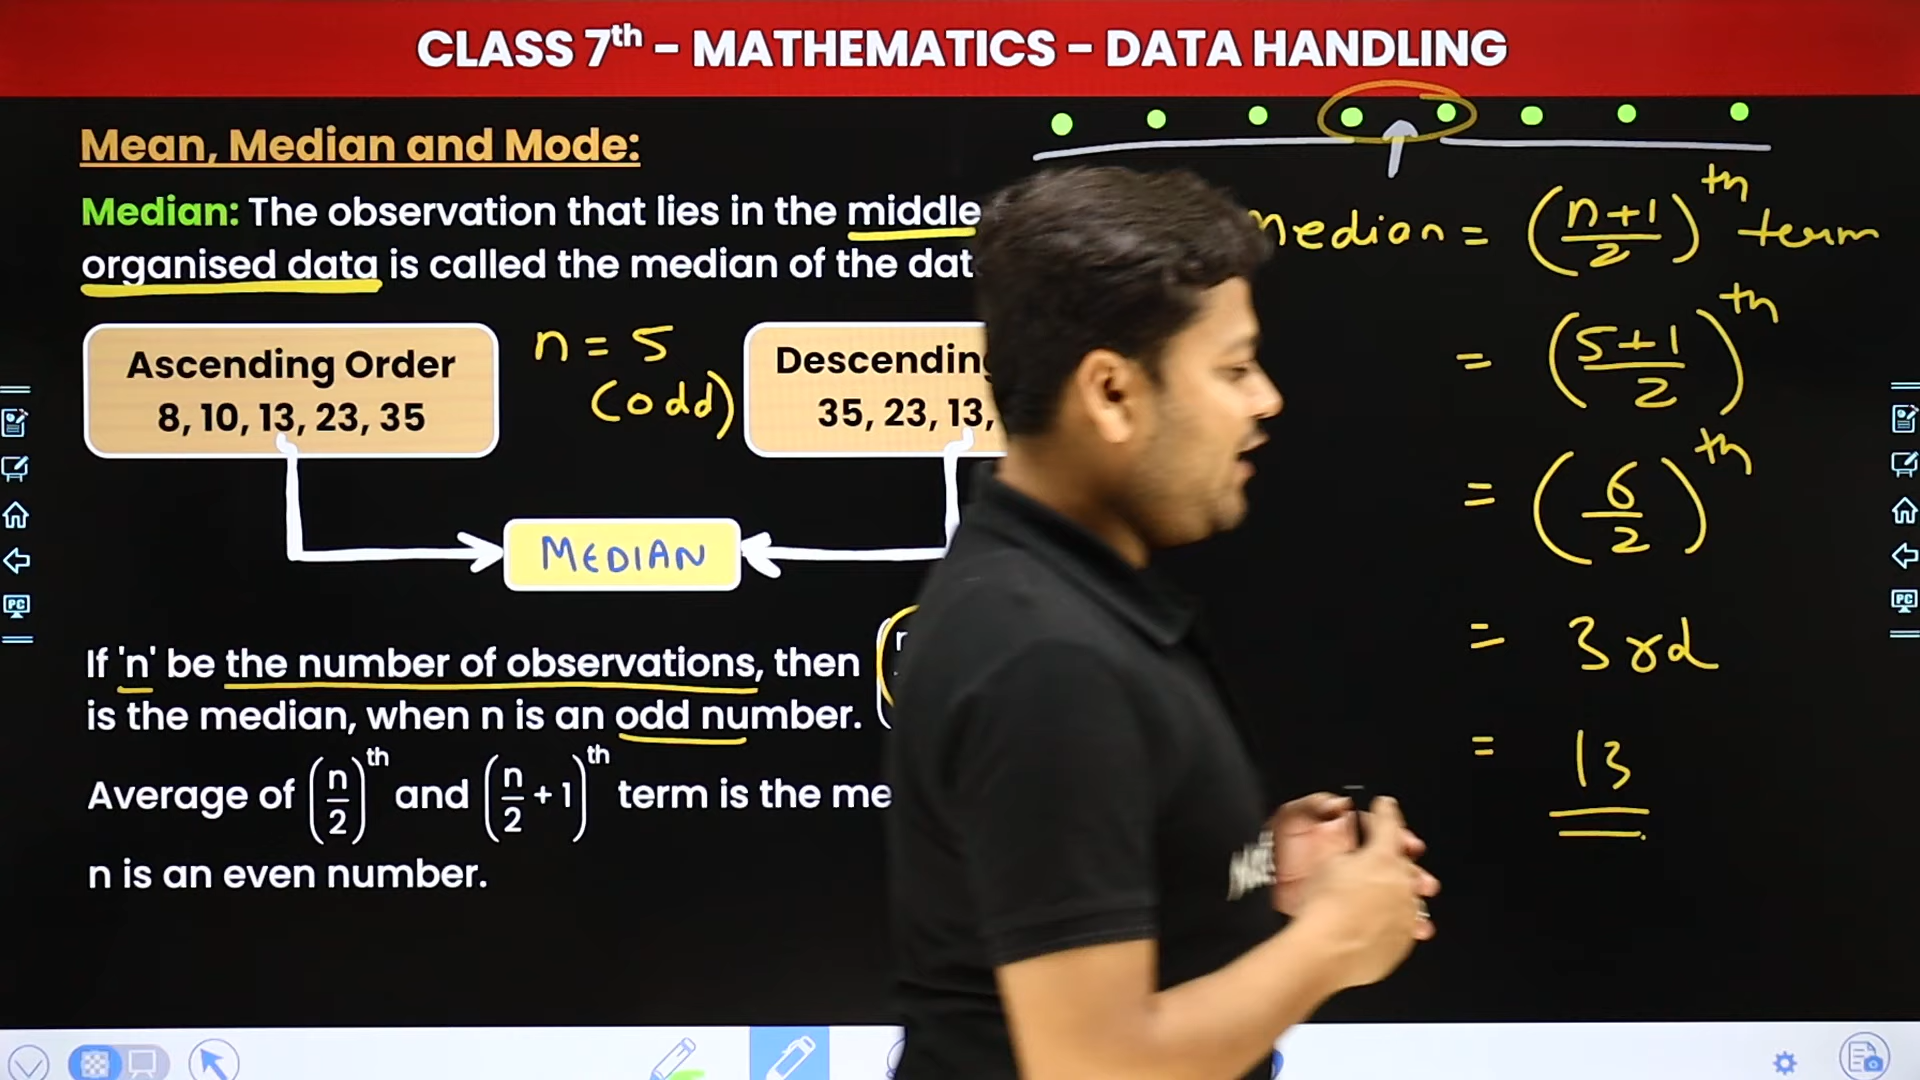 CLASS 7th - MATHEMATICS - DATA HANDLING
Mean, Median and Mode:
Median: The observation that lies in the middle
organised data is called the median of the
Ascending Order
8, 10, 13, 23, 35
n = 5
(odd)
Descending
35, 23, 13,
MEDIAN
If 'n' be the number of observations, then
is the median, when n is an odd number.
Average of (n/2)th and (n/2 + 1)th term is the
n is an even number.
Median = (n+1/2)th term
= (5+1/2)th
= (6/2)th
= 3rd
= 13
PC
PC